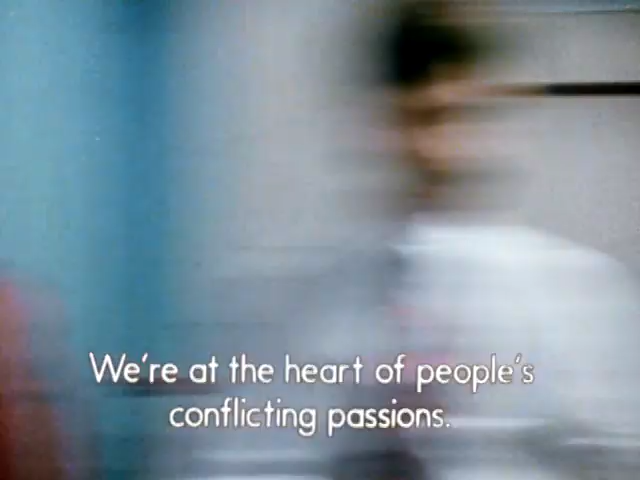 We're at the heart of people's
conflicting passions.